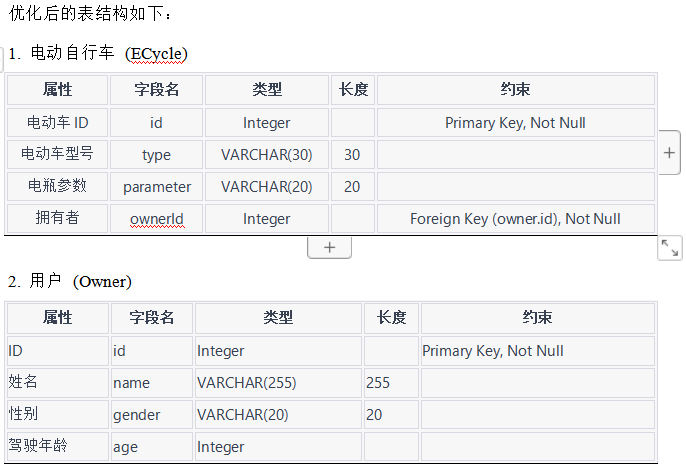 优化后的表结构如下：
1. 电动自行车 (ECycle)
属性 字段名 类型 长度 约束
电动车 ID id Integer Primary Key, Not Null
电动车型号 type VARCHAR(30) 30
电瓶参数 parameter VARCHAR(20) 20
拥有者 ownerId Integer Foreign Key (owner.id), Not Null
2. 用户 (Owner)
属性 字段名 类型 长度 约束
ID id Integer Primary Key, Not Null
姓名 name VARCHAR(255) 255
性别 gender VARCHAR(20) 20
驾驶年龄 age Integer